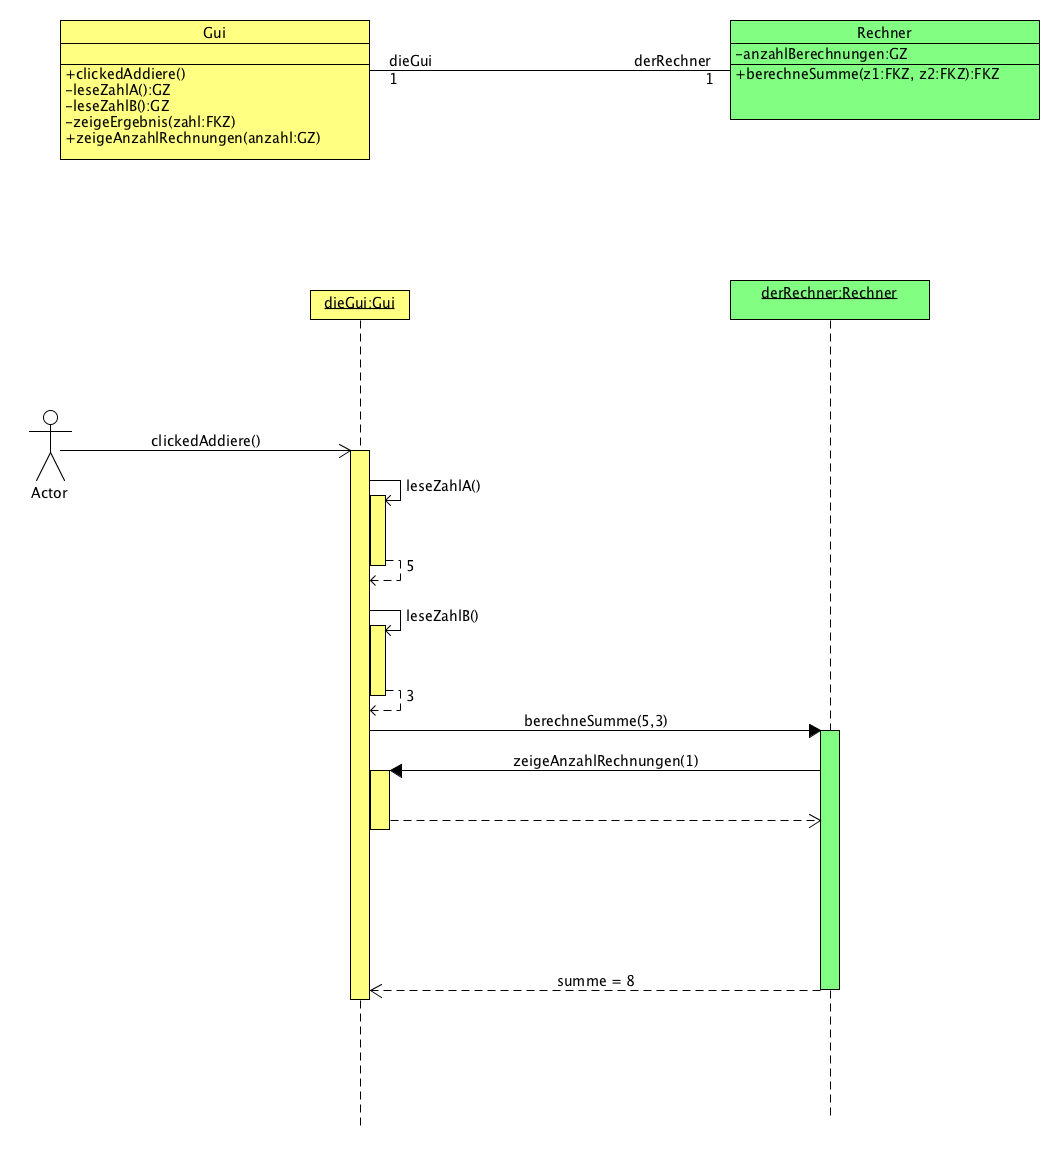 Gui
+clickedAddiere()
-leseZahlA():GZ
-leseZahlB():GZ
-zeigeErgebnis(zahl:FKZ)
+zeigeAnzahlRechnungen(anzahl:GZ)
dieGui
1
derRechner
1
Rechner
-anzahlBerechnungen:GZ
+berechneSumme(z1:FKZ, z2:FKZ):FKZ
dieGui:Gui
derRechner:Rechner
Actor
clickedAddiere()
leseZahlA()
5
leseZahlB()
3
berechneSumme(5,3)
zeigeAnzahlRechnungen(1)
summe = 8